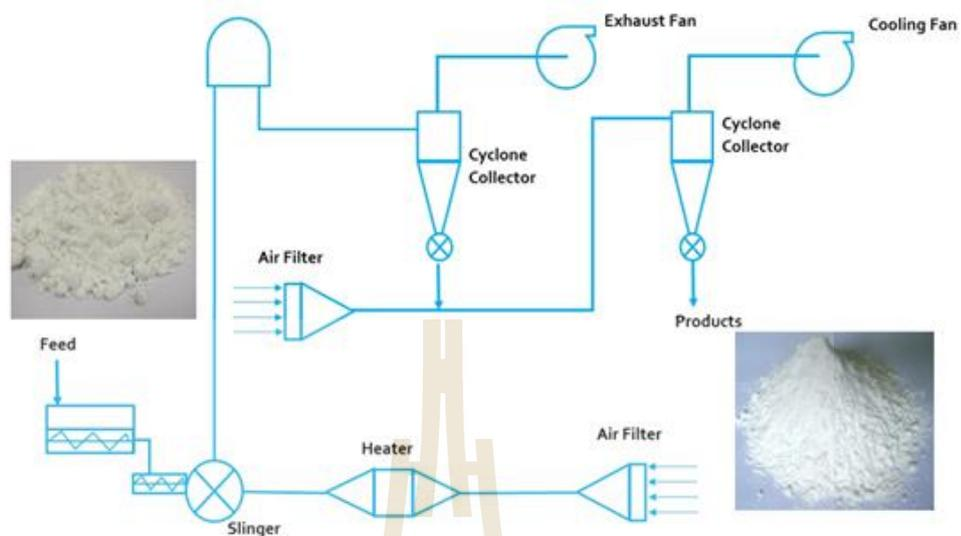 Exhaust Fan
Cooling Fan
Cyclone
Collector
Cyclone
Collector
Air Filter
Products
Feed
Heater
Air Filter
Slinger